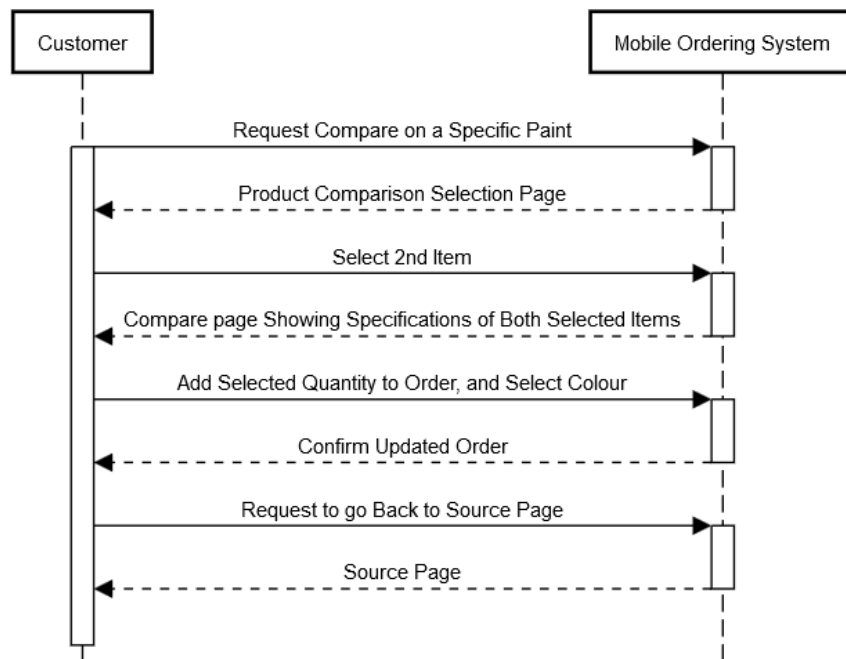 Customer
Mobile Ordering System
Request Compare on a Specific Paint
Product Comparison Selection Page
Select 2nd Item
Compare page Showing Specifications of Both Selected Items
Add Selected Quantity to Order, and Select Colour
Confirm Updated Order
Request to go Back to Source Page
Source Page